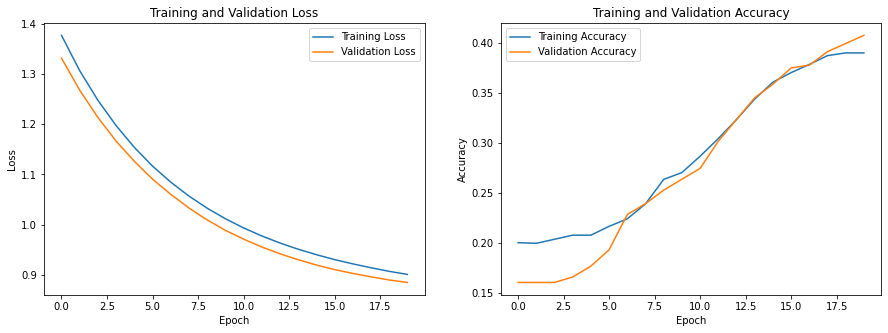 Training and Validation Loss
Training Loss
Validation Loss
1.4
1.3
1.2
1.1
1.0
0.9
Loss
0.0 2.5 5.0 7.5 10.0 12.5 15.0 17.5
Epoch
Training and Validation Accuracy
Training Accuracy
Validation Accuracy
0.40
0.35
0.30
0.25
0.20
0.15
Accuracy
0.0 2.5 5.0 7.5 10.0 12.5 15.0 17.5
Epoch